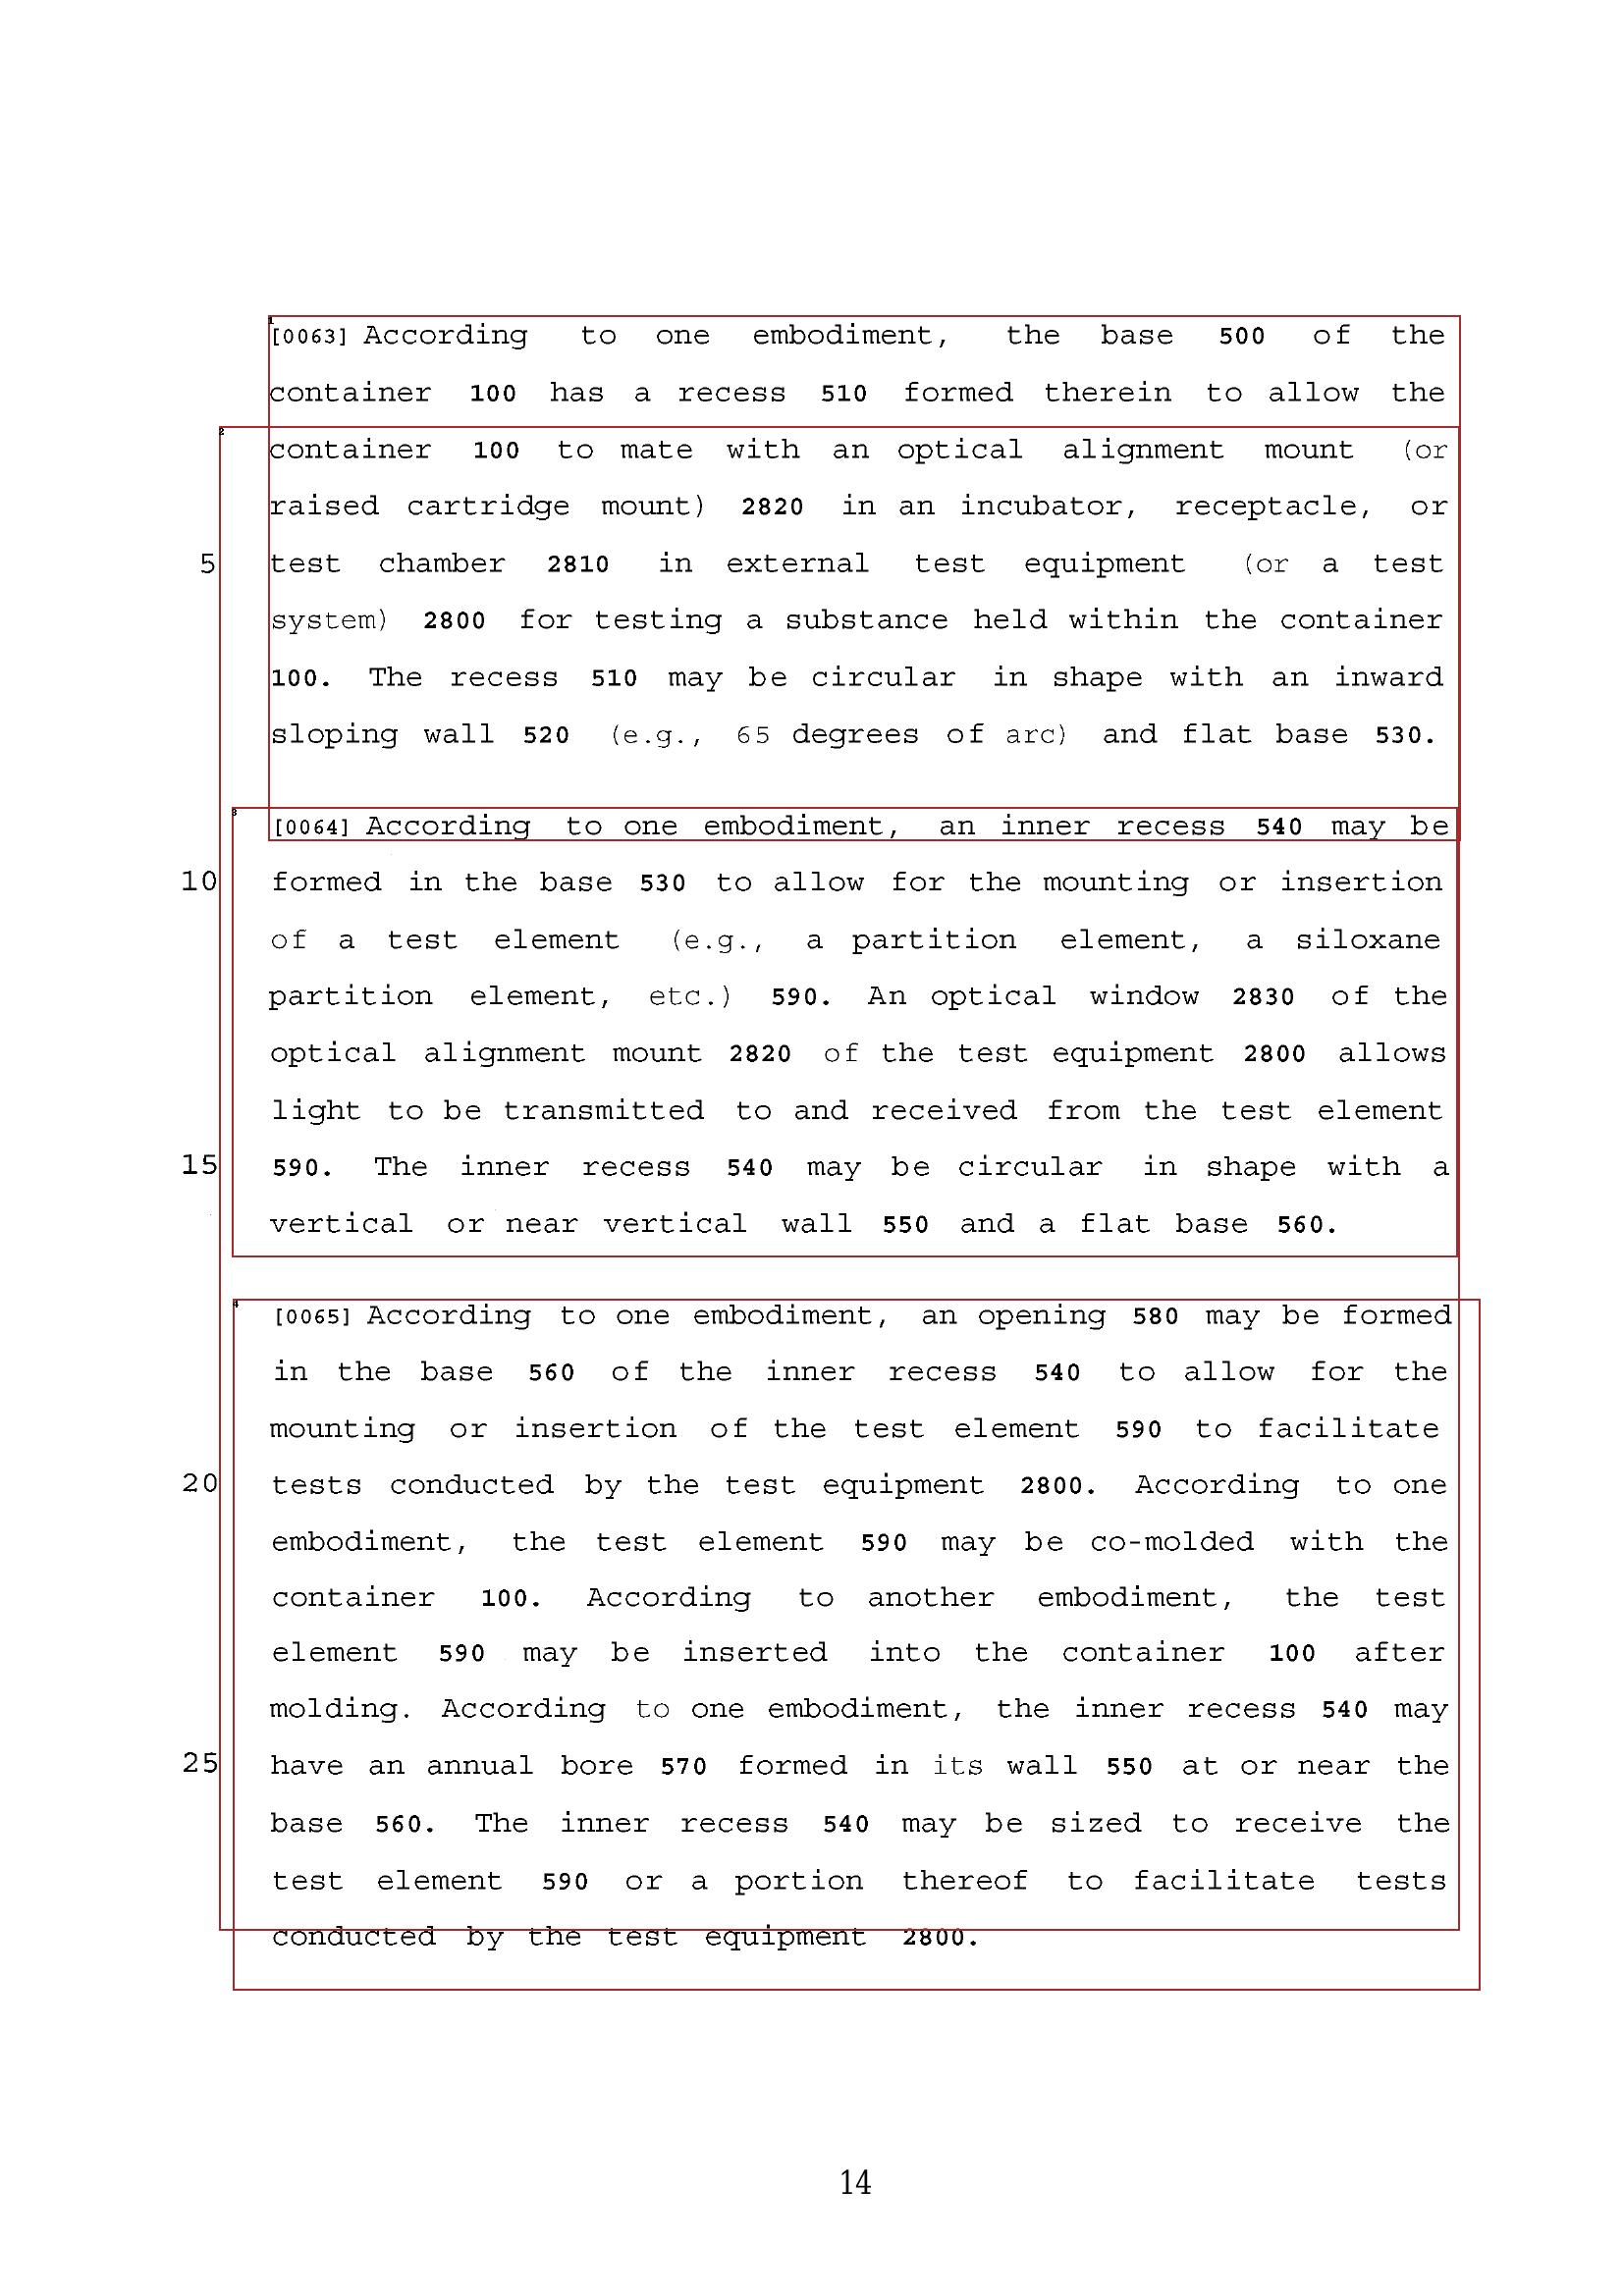 [0063] According to one embodiment, the base 500 of the
container 100 has a recess 510 formed therein to allow the
container 100 to mate with an optical alignment mount (or
raised cartridge mount) 2820 in an incubator, receptacle, or
5 test chamber 2810 in external test equipment (or a test
system) 2800 for testing a substance held within the container
100. The recess 510 may be circular in shape with an inward
sloping wall 520 (e.g., 65 degrees of arc) and flat base 530.
[0064] According to one embodiment, an inner recess 540 may be
10 formed in the base 530 to allow for the mounting or insertion
of a test element (e.g., a partition element, a siloxane
partition element, etc.) 590. An optical window 2830 of the
optical alignment mount 2820 of the test equipment 2800 allows
light to be transmitted to and received from the test element
15 590. The inner recess 540 may be circular in shape with a
vertical or near vertical wall 550 and a flat base 560.
[0065] According to one embodiment, an opening 580 may be formed
in the base 560 of the inner recess 540 to allow for the
mounting or insertion of the test element 590 to facilitate
20 tests conducted by the test equipment 2800. According to one
embodiment, the test element 590 may be co-molded with the
container 100. According to another embodiment, the test
element 590 may be inserted into the container 100 after
molding. According to one embodiment, the inner recess 540 may
25 have an annual bore 570 formed in its wall 550 at or near the
base 560. The inner recess 540 may be sized to receive the
test element 590 or a portion thereof to facilitate tests
conducted by the test equipment 2800.
14